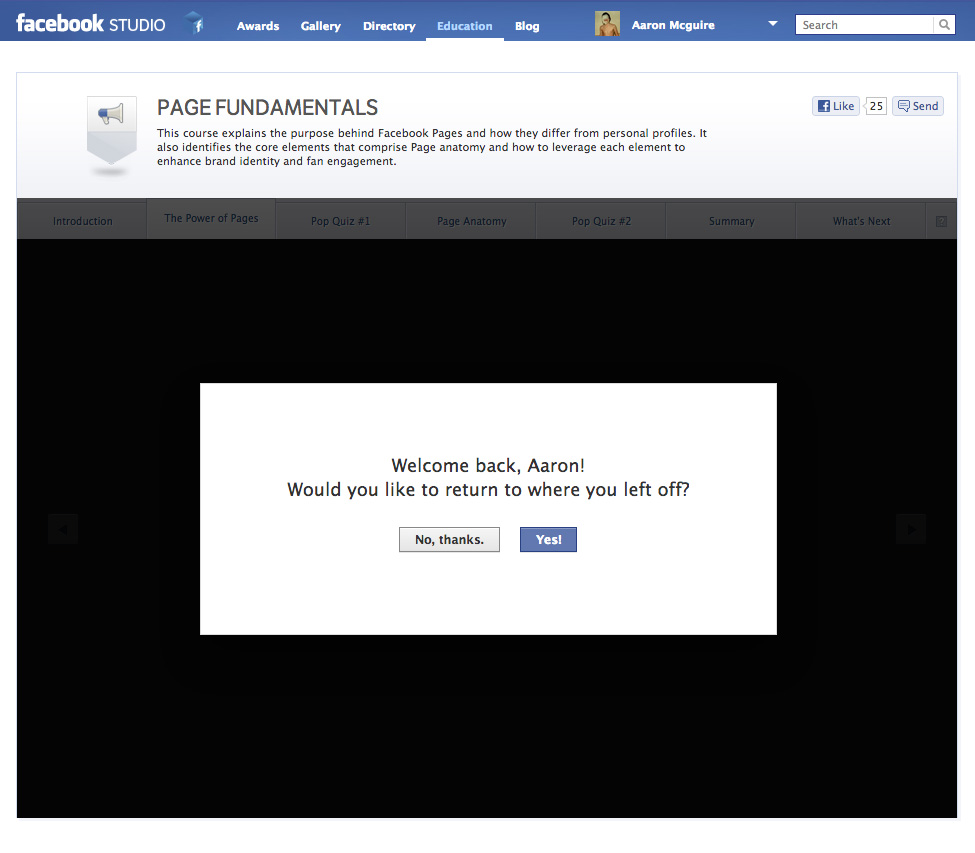 facebook STUDIO
Awards Gallery Directory Education Blog
Aaron Mcguire
Search
PAGE FUNDAMENTALS
This course explains the purpose behind Facebook Pages and how they differ from personal profiles. It
also identifies the core elements that comprise Page anatomy and how to leverage each element to
enhance brand identity and fan engagement.
Like 25 Send
Introduction The Power of Pages Pop Quiz #1 Page Anatomy Pop Quiz #2 Summary What's Next
Welcome back, Aaron!
Would you like to return to where you left off?
No, thanks. Yes!